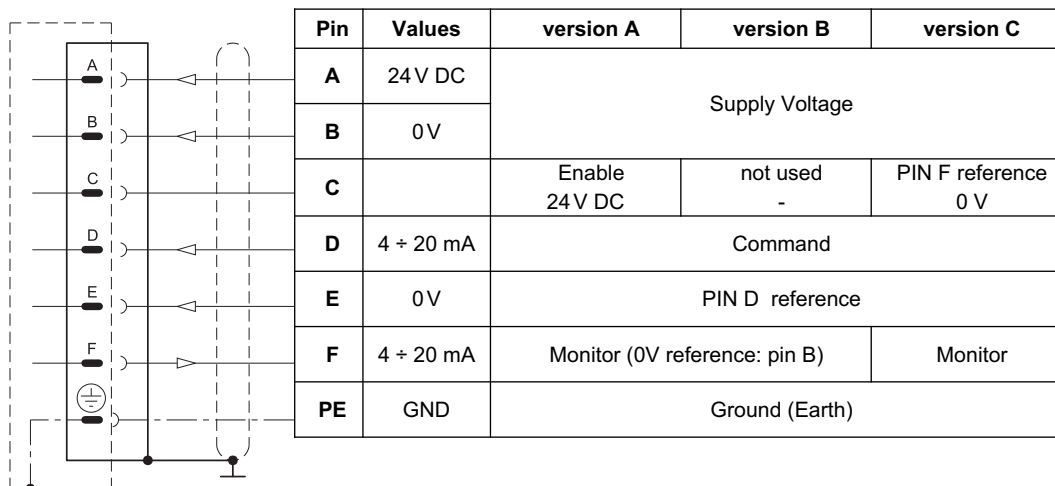 Pin Values version A version B version C
A 24 V DC Supply Voltage
B 0 V
C Enable 24 V DC not used - PIN F reference 0 V
D 4 ÷ 20 mA Command
E 0 V PIN D reference
F 4 ÷ 20 mA Monitor (0V reference: pin B) Monitor
PE GND Ground (Earth)
A
B
C
D
E
F